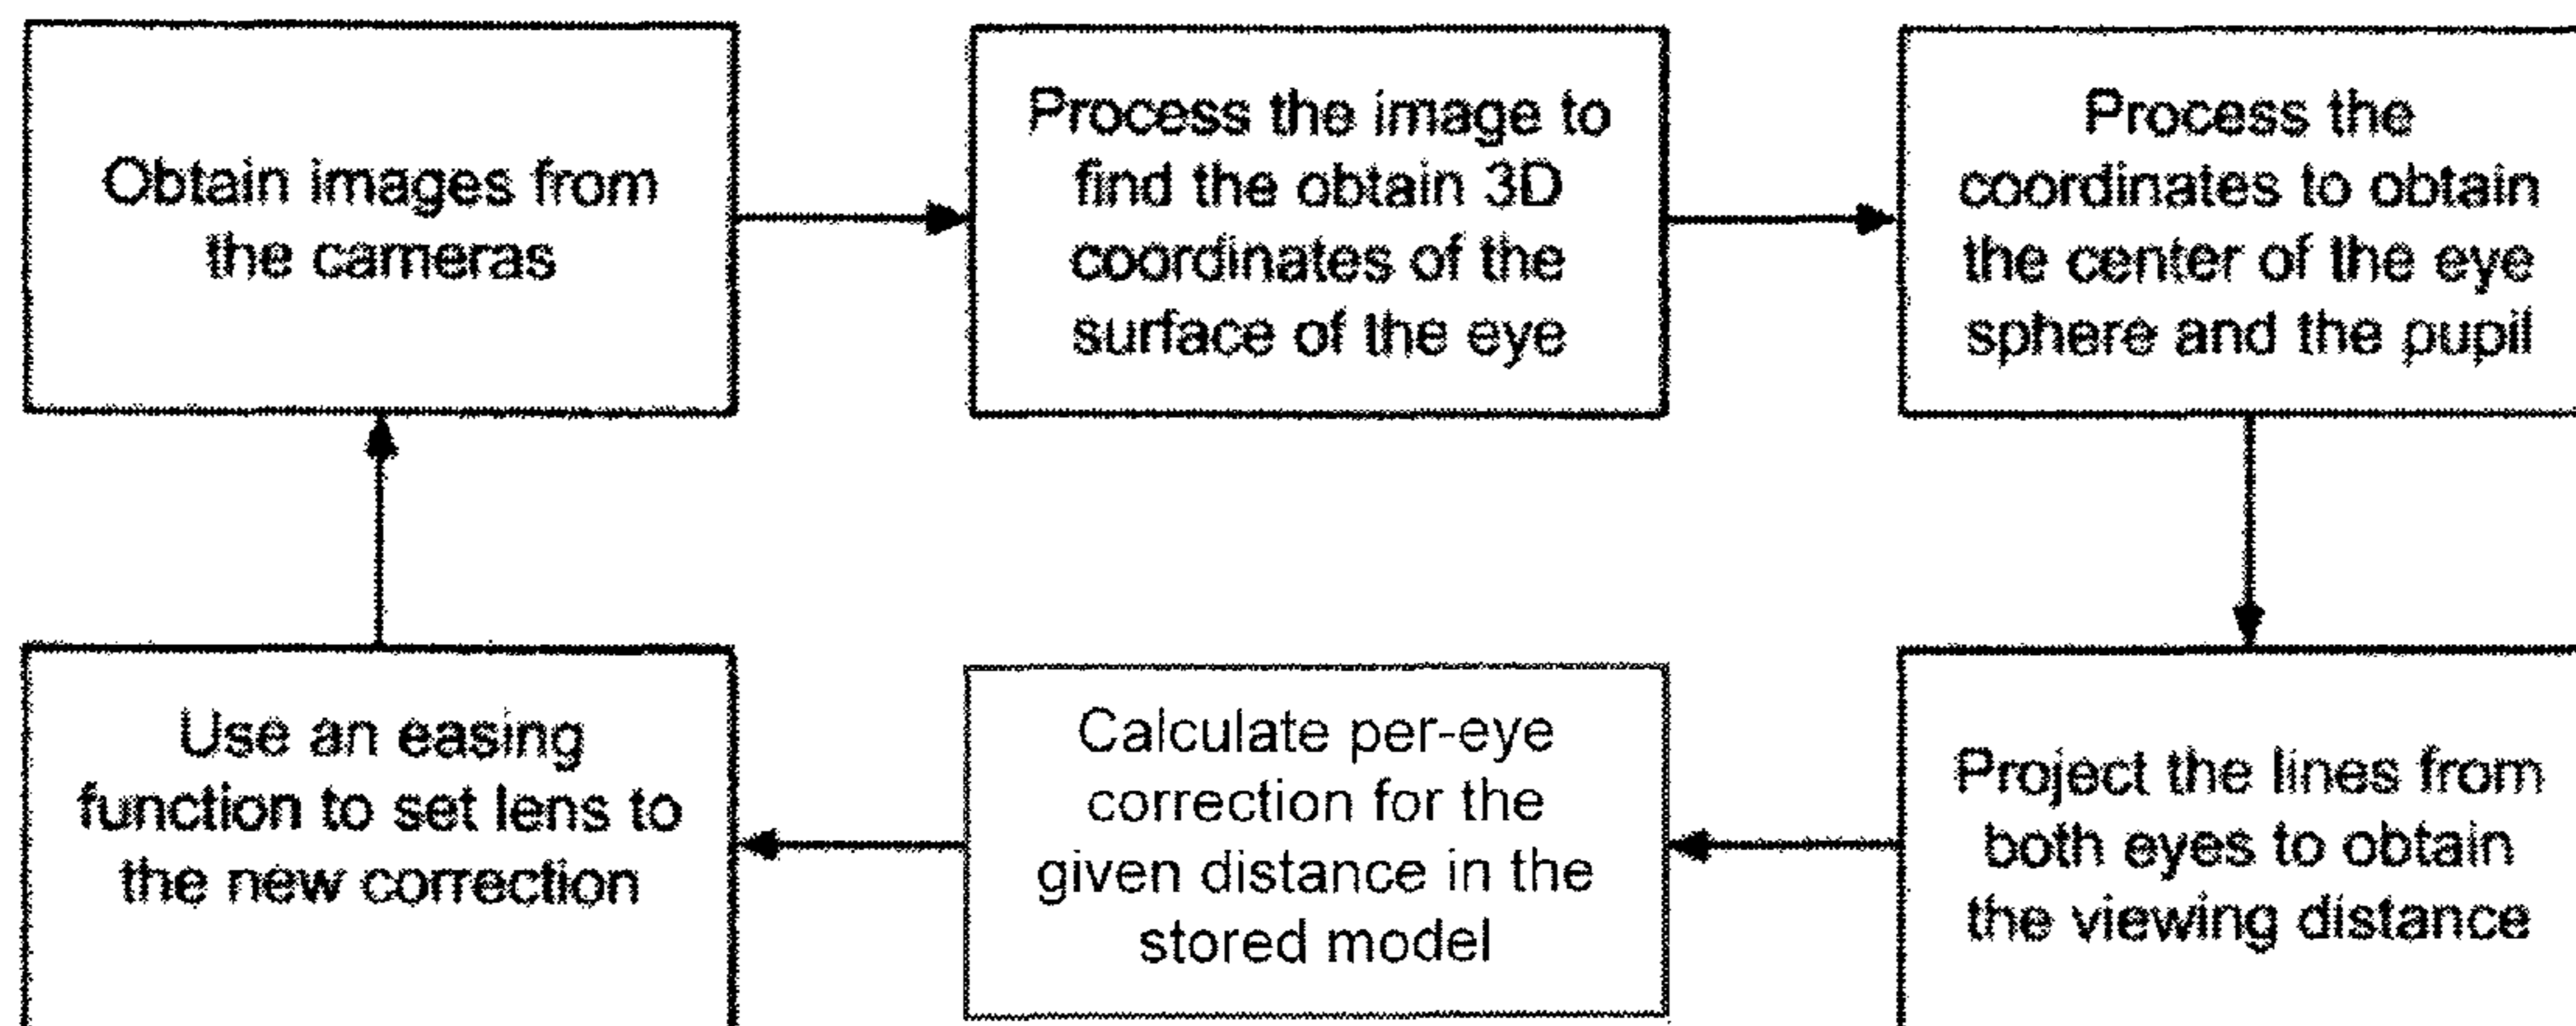 Obtain images from
the cameras
Process the image to
find the obtain 3D
coordinates of the
surface of the eye
Process the
coordinates to obtain
the center of the eye
sphere and the pupil
Project the lines from
both eyes to obtain
the viewing distance
Calculate per-eye
correction for the
given distance in the
stored model
Use an easing
function to set lens to
the new correction